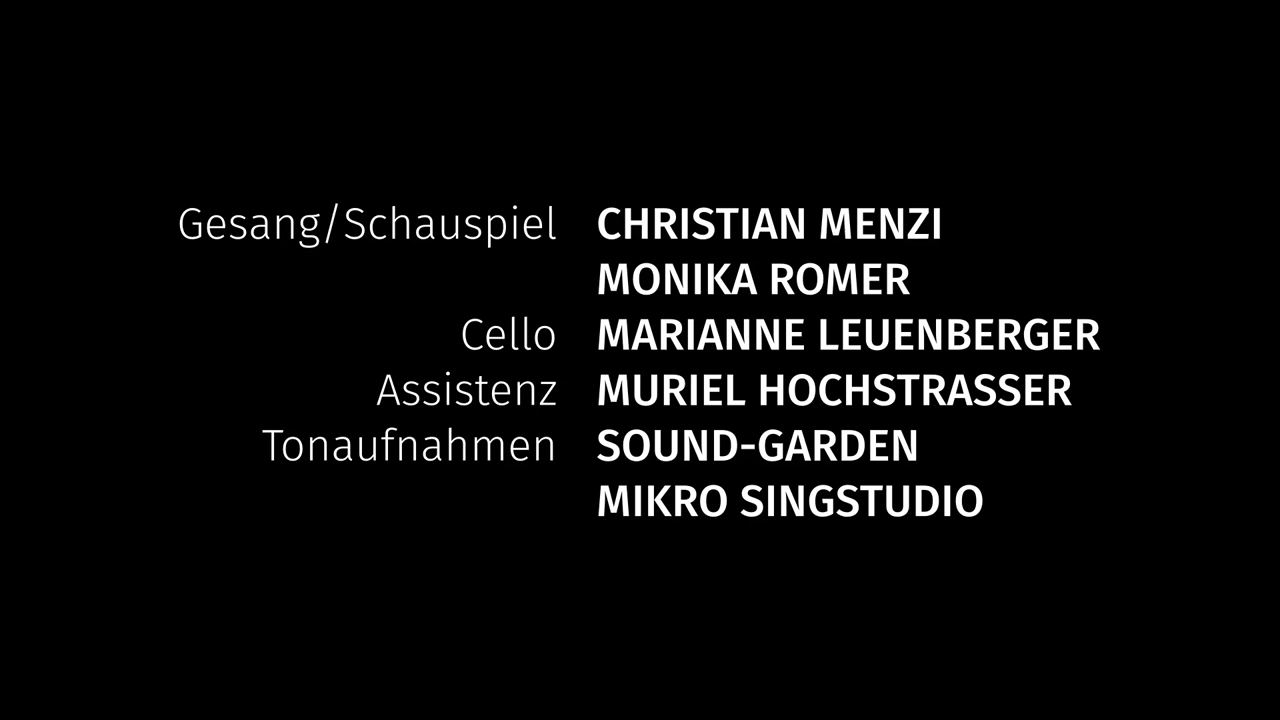 Gesang/Schauspiel CHRISTIAN MENZI
MONIKA ROMER
Cello MARIANNE LEUENBERGER
Assistenz MURIEL HOCHSTRASSER
Tonaufnahmen SOUND-GARDEN
MIKRO SINGSTUDIO